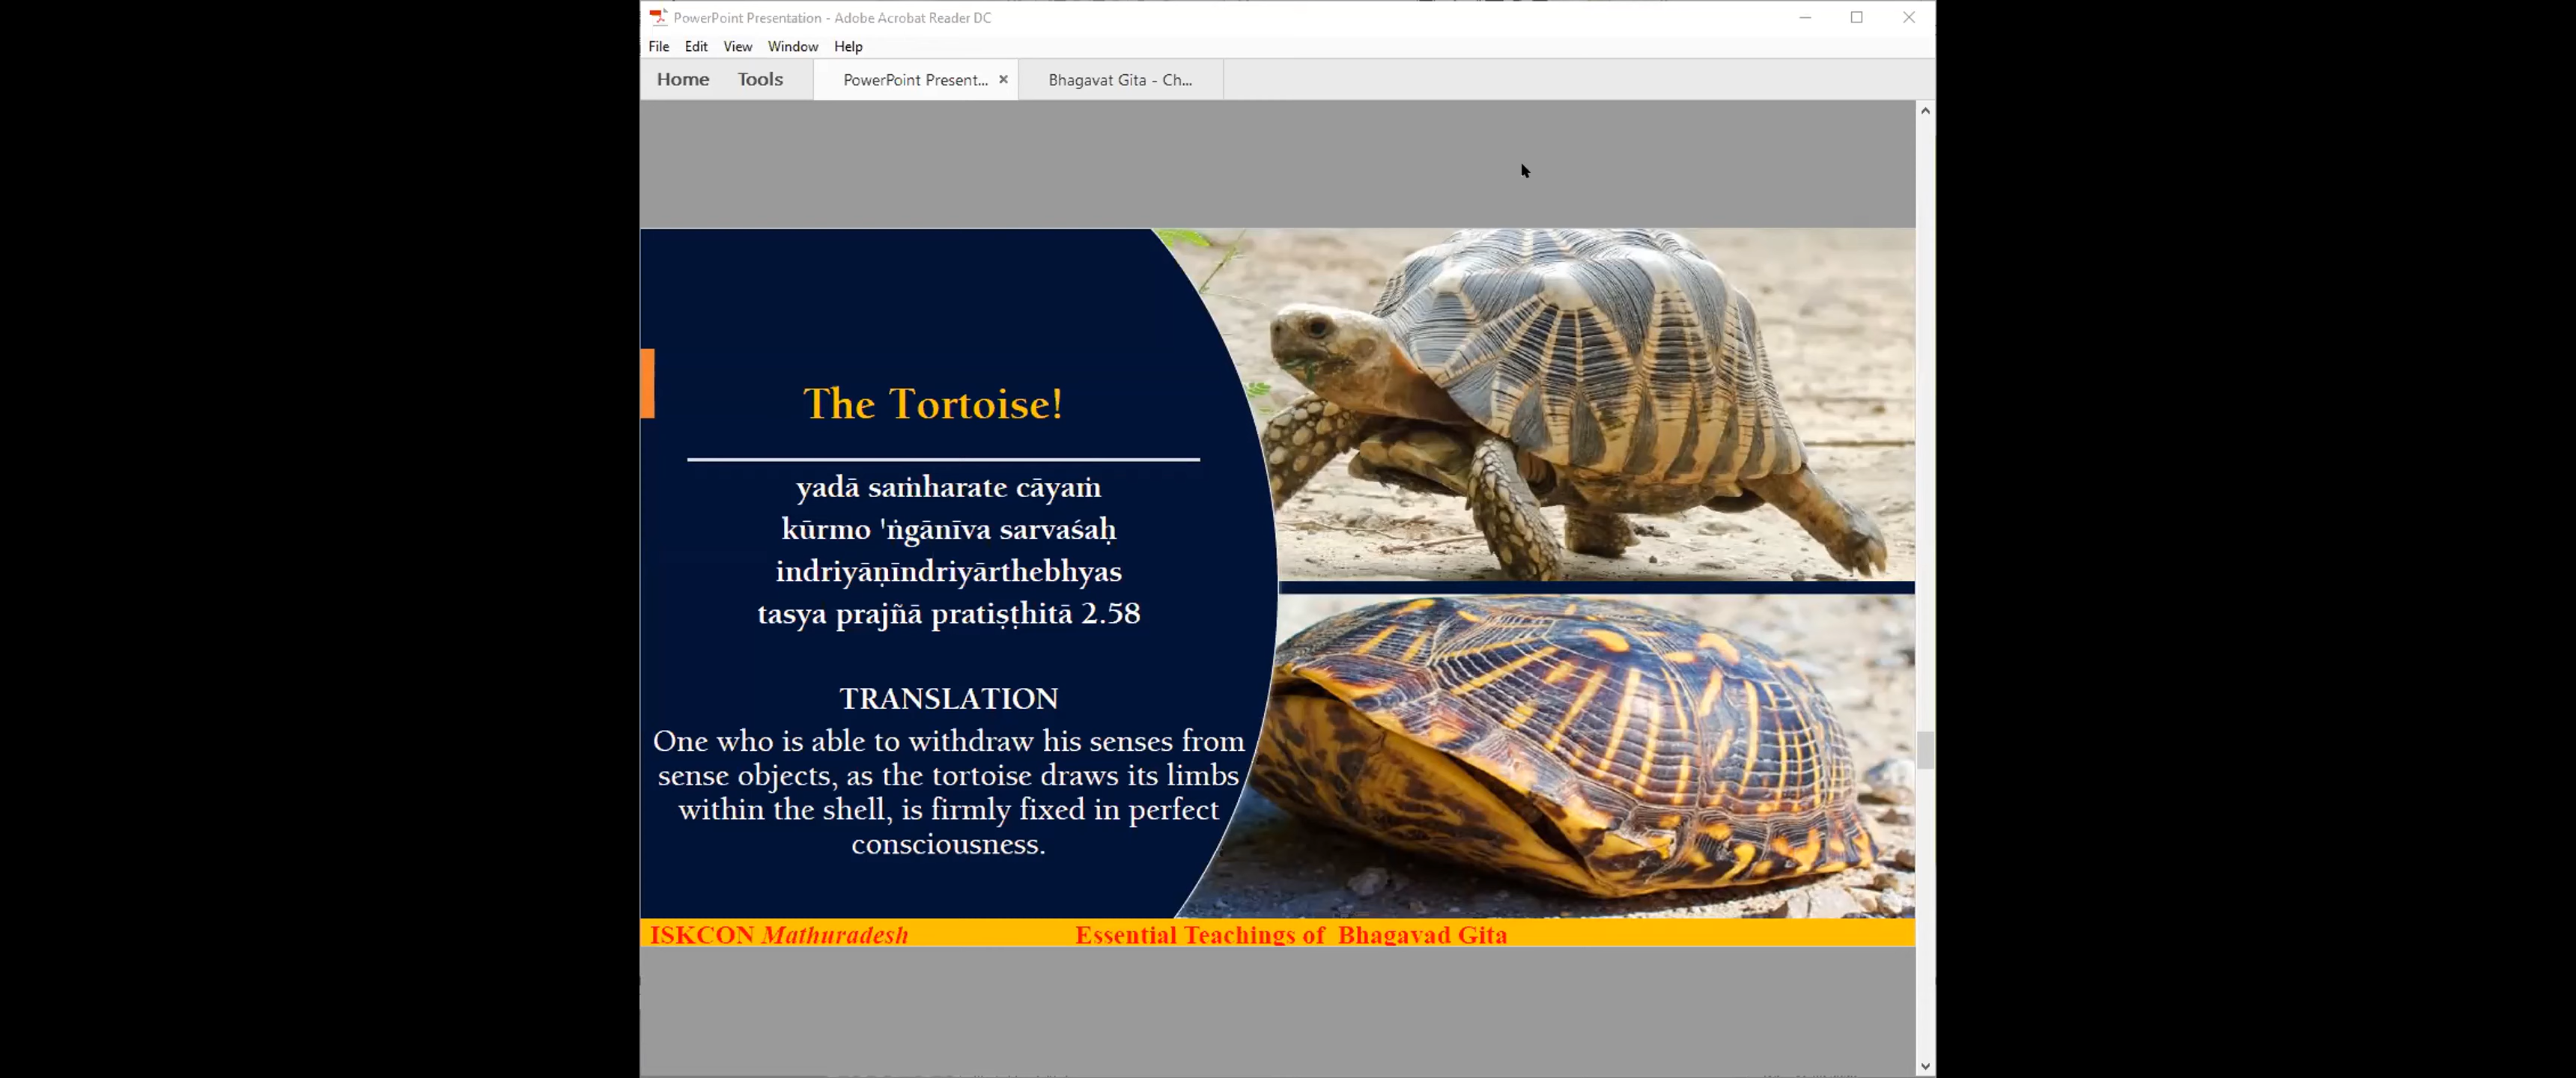 PowerPoint Presentation - Adobe Acrobat Reader DC
File Edit View Window Help
Home Tools PowerPoint Present... Bhagavat Gita - Ch...
The Tortoise!
yadā saṁharate cāyaṁ
kūrmo 'ṅgānīva sarvaśaḥ
indriyāṇīndriyārthebhyas
tasya prajñā pratiṣṭhitā 2.58
TRANSLATION
One who is able to withdraw his senses from
sense objects, as the tortoise draws its limbs
within the shell, is firmly fixed in perfect
consciousness.
ISKCON Mathuradesh Essential Teachings of Bhagavad Gita